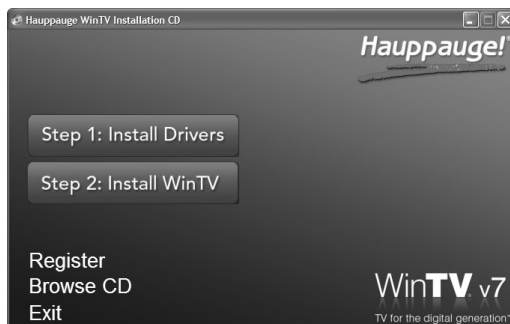 Hauppauge WinTV Installation CD
Hauppauge!®
Step 1: Install Drivers
Step 2: Install WinTV
Register
Browse CD
Exit
WinTV® v7
TV for the digital generation™